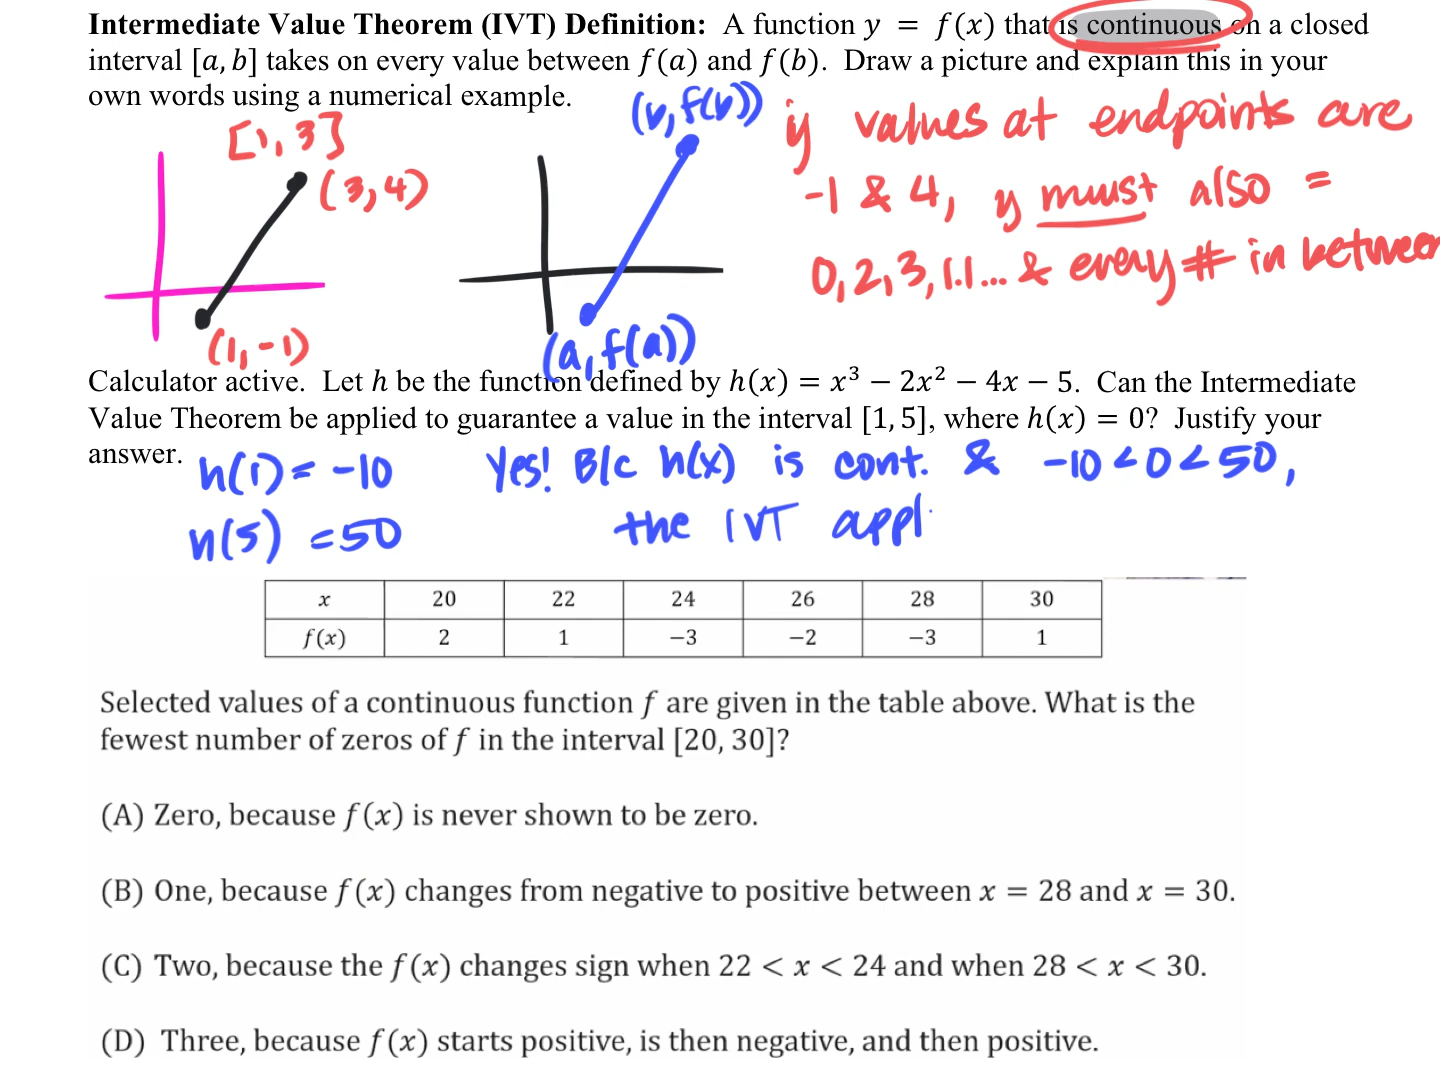 Intermediate Value Theorem (IVT) Definition: A function y = f(x) that is continuous on a closed
interval [a, b] takes on every value between f(a) and f(b). Draw a picture and explain this in your
own words using a numerical example.
[1, 3]
(3,4)
(1,-1)
(b, f(b))
(a, f(a))
y values at endpoints are
-1 & 4, y must also =
0,2,3,1.1... & every # in between
Calculator active. Let h be the function defined by h(x) = x³ − 2x² − 4x − 5. Can the Intermediate
Value Theorem be applied to guarantee a value in the interval [1, 5], where h(x) = 0? Justify your
answer.
h(1) = -10
h(5) = 50
Yes! B/c h(x) is cont. & -10<0<50,
the IVT appl
x 20 22 24 26 28 30
f(x) 2 1 −3 −2 −3 1
Selected values of a continuous function f are given in the table above. What is the
fewest number of zeros of f in the interval [20, 30]?
(A) Zero, because f(x) is never shown to be zero.
(B) One, because f(x) changes from negative to positive between x = 28 and x = 30.
(C) Two, because the f(x) changes sign when 22 < x < 24 and when 28 < x < 30.
(D) Three, because f(x) starts positive, is then negative, and then positive.